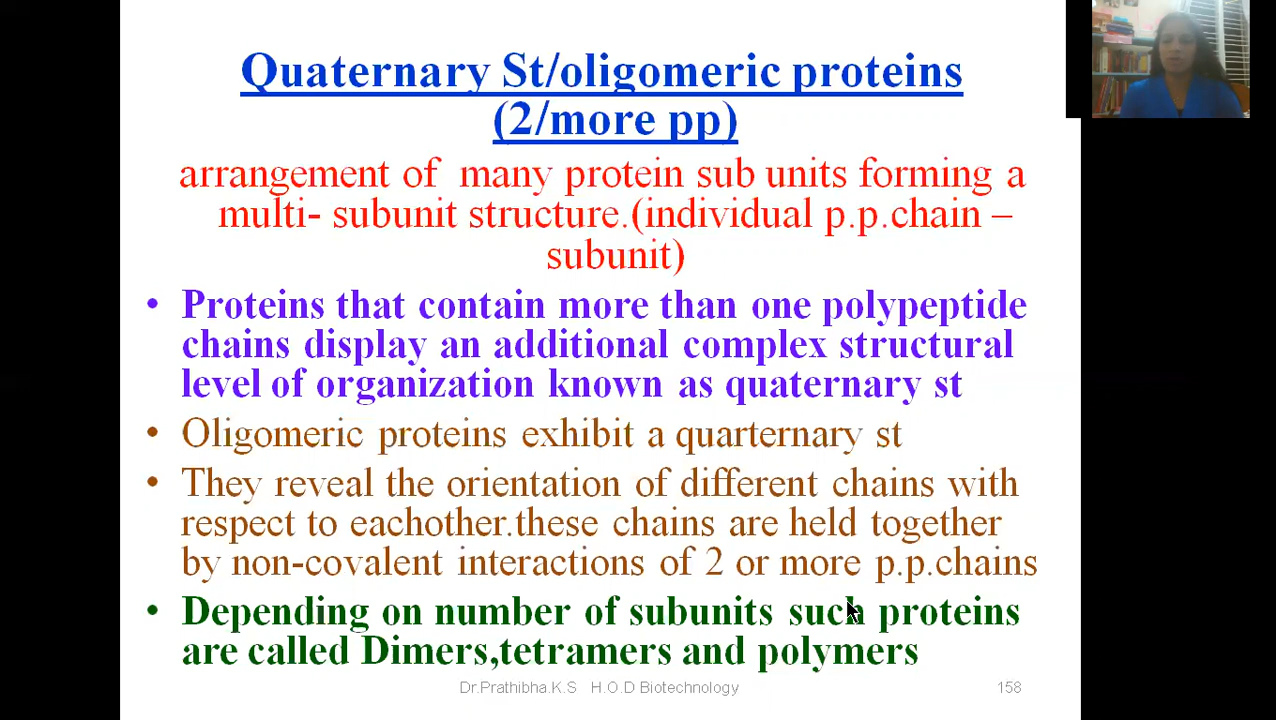 Quaternary St/oligomeric proteins
(2/more pp)
arrangement of many protein sub units forming a
multi- subunit structure.(individual p.p.chain –
subunit)
• Proteins that contain more than one polypeptide
chains display an additional complex structural
level of organization known as quaternary st
• Oligomeric proteins exhibit a quarternary st
• They reveal the orientation of different chains with
respect to eachother.these chains are held together
by non-covalent interactions of 2 or more p.p.chains
• Depending on number of subunits such proteins
are called Dimers,tetramers and polymers
Dr.Prathibha.K.S H.O.D Biotechnology 158